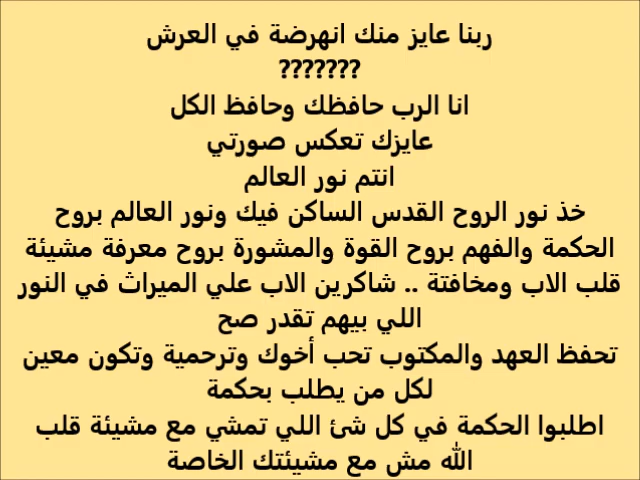 ربنا عايز منك انهرضة في العرش
???????
انا الرب حافظك وحافظ الكل
عايزك تعكس صورتي
انتم نور العالم
خذ نور الروح القدس الساكن فيك ونور العالم بروح
الحكمة والفهم بروح القوة والمشورة بروح معرفة مشيئة
قلب الاب ومخافتة .. شاكرين الاب علي الميراث في النور
اللي بيهم تقدر صح
تحفظ العهد والمكتوب تحب أخوك وترحمية وتكون معين
لكل من يطلب بحكمة
اطلبوا الحكمة في كل شئ اللي تمشي مع مشيئة قلب
الله مش مع مشيئتك الخاصة